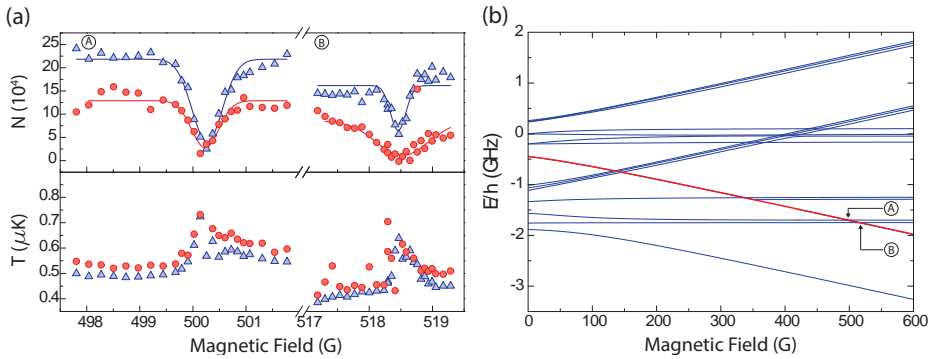 (a)
A
B
25
20
15
10
5
0
N (10⁴)
0.8
0.7
0.6
0.5
0.4
T (μK)
498
499
500
501
517
518
519
Magnetic Field (G)
(b)
1
0
-1
-2
-3
E/h (GHz)
A
B
0
100
200
300
400
500
600
Magnetic Field (G)